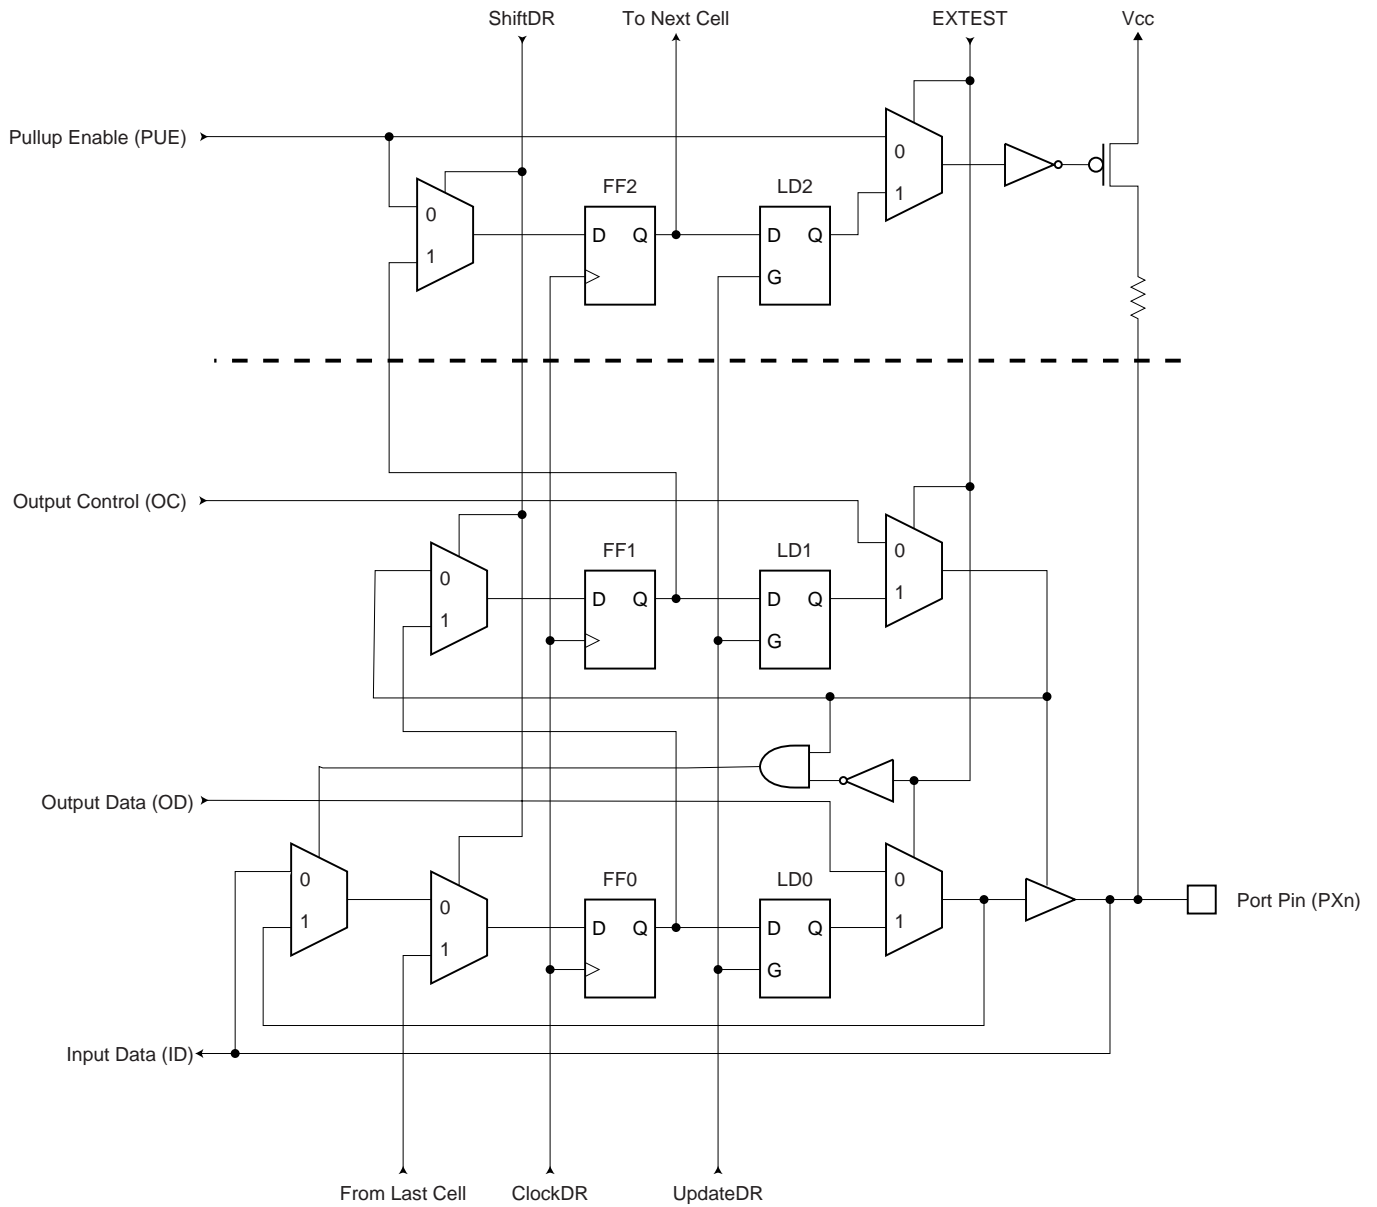 ShiftDR To Next Cell EXTEST Vcc
Pullup Enable (PUE)
0
1
FF2
D Q
LD2
D Q
G
0
1
Output Control (OC)
0
1
FF1
D Q
LD1
D Q
G
0
1
Output Data (OD)
0
1
0
1
FF0
D Q
LD0
D Q
G
0
1
Port Pin (PXn)
Input Data (ID)
From Last Cell ClockDR UpdateDR